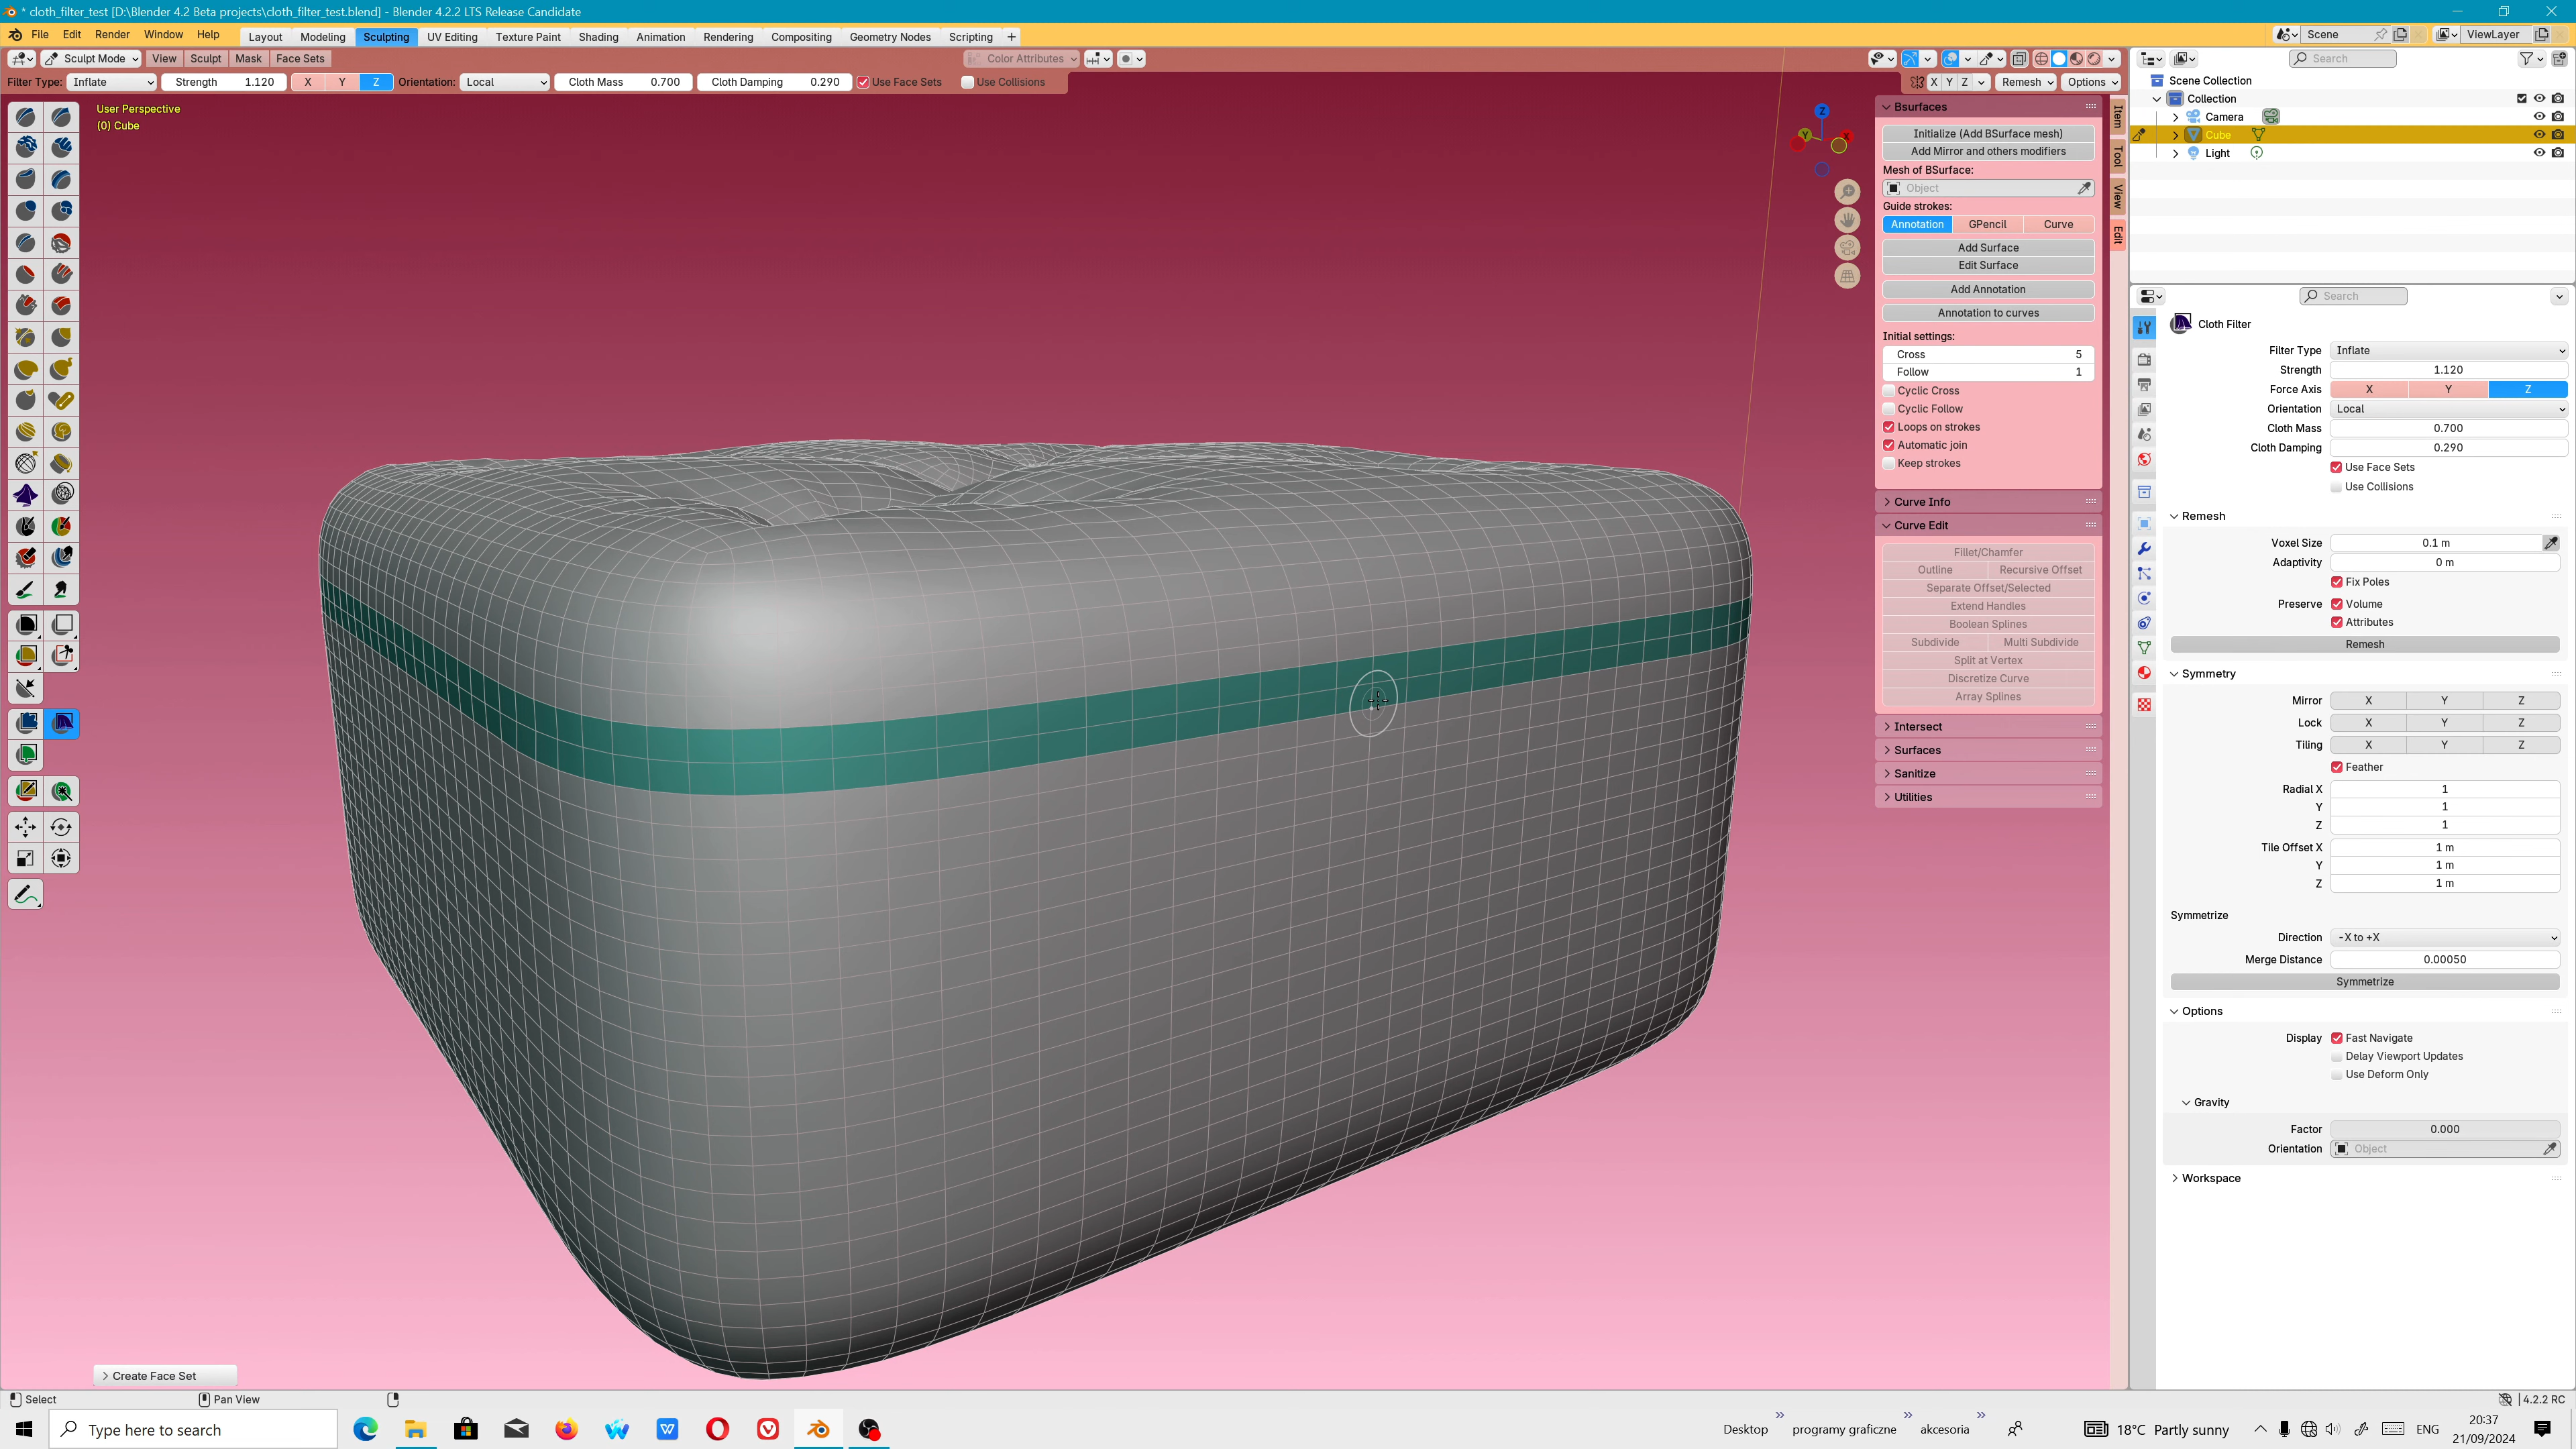 * cloth_filter_test [D:\Blender 4.2 Beta projects\cloth_filter_test.blend] - Blender 4.2.2 LTS Release Candidate
File Edit Render Window Help Layout Modeling Sculpting UV Editing Texture Paint Shading Animation Rendering Compositing Geometry Nodes Scripting + Scene ViewLayer
Sculpt Mode View Sculpt Mask Face Sets Color Attributes Search
Filter Type: Inflate Strength 1.120 X Y Z Orientation: Local Cloth Mass 0.700 Cloth Damping 0.290 Use Face Sets Use Collisions X Y Z Remesh Options
User Perspective
(0) Cube
Z
Y
X
Bsurfaces
Initialize (Add BSurface mesh)
Add Mirror and others modifiers
Mesh of BSurface:
Object
Guide strokes:
Annotation GPencil Curve
Add Surface
Edit Surface
Add Annotation
Annotation to curves
Initial settings:
Cross 5
Follow 1
Cyclic Cross
Cyclic Follow
Loops on strokes
Automatic join
Keep strokes
Curve Info
Curve Edit
Fillet/Chamfer
Outline Recursive Offset
Separate Offset/Selected
Extend Handles
Boolean Splines
Subdivide Multi Subdivide
Split at Vertex
Discretize Curve
Array Splines
Intersect
Surfaces
Sanitize
Utilities
Item
Tool
View
Edit
Scene Collection
Collection
Camera
Cube
Light
Search
Cloth Filter
Filter Type Inflate
Strength 1.120
Force Axis X Y Z
Orientation Local
Cloth Mass 0.700
Cloth Damping 0.290
Use Face Sets
Use Collisions
Remesh
Voxel Size 0.1 m
Adaptivity 0 m
Fix Poles
Preserve Volume
Attributes
Remesh
Symmetry
Mirror X Y Z
Lock X Y Z
Tiling X Y Z
Feather
Radial X 1
Y 1
Z 1
Tile Offset X 1 m
Y 1 m
Z 1 m
Symmetrize
Direction -X to +X
Merge Distance 0.00050
Symmetrize
Options
Display Fast Navigate
Delay Viewport Updates
Use Deform Only
Gravity
Factor 0.000
Orientation Object
Workspace
Create Face Set
Select Pan View 4.2.2 RC
Type here to search Desktop programy graficzne akcesoria 18°C Partly sunny ENG 20:37
21/09/2024